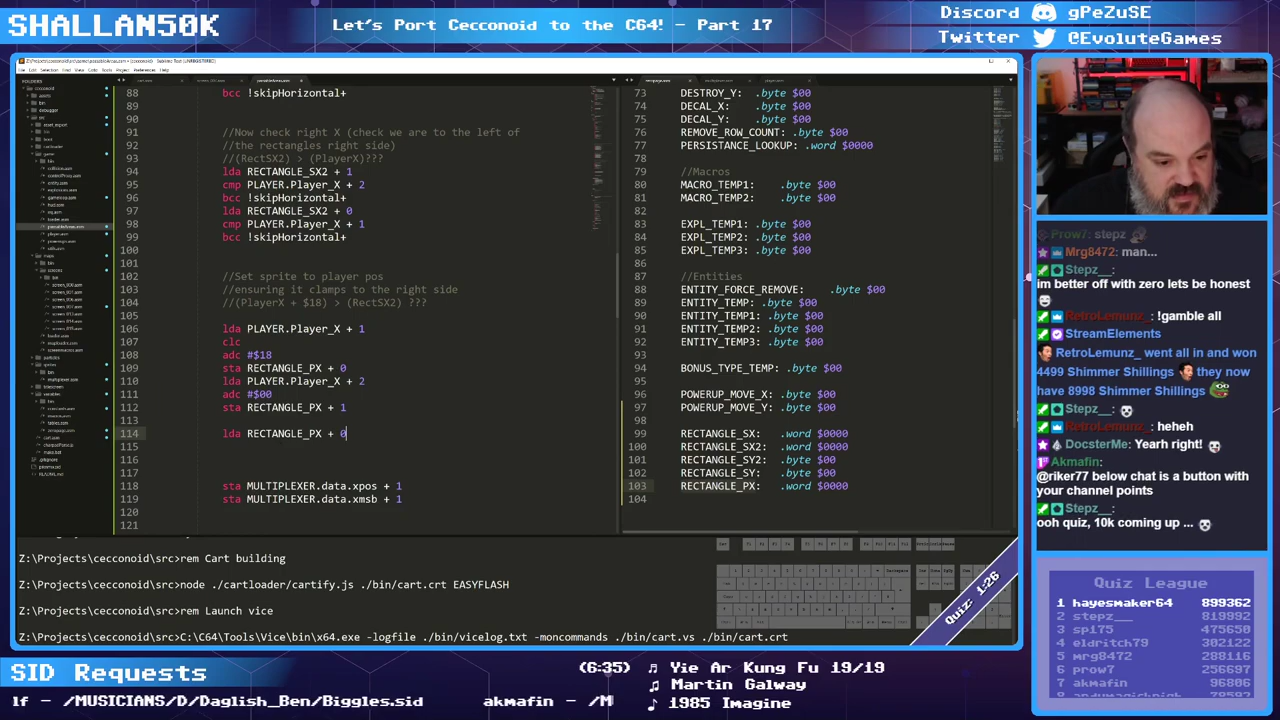 SHALLAN50K
Let's Port Cecconoid to the C64! - Part 17
Discord gPeZuSE
Twitter @EvoluteGames
88 bcc !skipHorizontal+
89
90
91 //Now check right X (check we are to the left of
92 //the rectangles right side)
93 //(RectSX2) > (PlayerX)???
94 lda RECTANGLE_SX2 + 1
95 cmp PLAYER.Player_X + 2
96 bcc !skipHorizontal+
97 lda RECTANGLE_SX2 + 0
98 cmp PLAYER.Player_X + 1
99 bcc !skipHorizontal+
100
101
102 //Set sprite to player pos
103 //ensuring it clamps to the right side
104 //(PlayerX + $18) > (RectSX2) ???
105
106 lda PLAYER.Player_X + 1
107 clc
108 adc #$18
109 sta RECTANGLE_PX + 0
110 lda PLAYER.Player_X + 2
111 adc #$00
112 sta RECTANGLE_PX + 1
113
114 lda RECTANGLE_PX + 0
115
116
117
118 sta MULTIPLEXER.data.xpos + 1
119 sta MULTIPLEXER.data.xmsb + 1
120
121
73 DESTROY_Y: .byte $00
74 DECAL_X: .byte $00
75 DECAL_Y: .byte $00
76 REMOVE_ROW_COUNT: .byte $00
77 PERSISTANCE_LOOKUP: .word $0000
78
79 //Macros
80 MACRO_TEMP1: .byte $00
81 MACRO_TEMP2: .byte $00
82
83 EXPL_TEMP1: .byte $00
84 EXPL_TEMP2: .byte $00
85 EXPL_TEMP3: .byte $00
86
87 //Entities
88 ENTITY_FORCE_REMOVE: .byte $00
89 ENTITY_TEMP: .byte $00
90 ENTITY_TEMP1: .byte $00
91 ENTITY_TEMP2: .byte $00
92 ENTITY_TEMP3: .byte $00
93
94 BONUS_TYPE_TEMP: .byte $00
95
96 POWERUP_MOVE_X: .byte $00
97 POWERUP_MOVE_Y: .byte $00
98
99 RECTANGLE_SX: .word $0000
100 RECTANGLE_SX2: .word $0000
101 RECTANGLE_SY2: .byte $00
102 RECTANGLE_SY: .byte $00
103 RECTANGLE_PX: .word $0000
104
Z:\Projects\cecconoid\src>rem Cart building
Z:\Projects\cecconoid\src>node ./cartloader/cartify.js ./bin/cart.crt EASYFLASH
Z:\Projects\cecconoid\src>rem Launch vice
Z:\Projects\cecconoid\src>C:\C64\Tools\Vice\bin\x64.exe -logfile ./bin/vicelog.txt -moncommands ./bin/cart.vs ./bin/cart.crt
Quiz: 1:26
Prow7: stepz
Mrg8472: man...
Stepz__:
im better off with zero lets be honest
RetroLemunz_: !gamble all
StreamElements
RetroLemunz_ went all in and won
4499 Shimmer Shillings they now
have 8998 Shimmer Shillings
Stepz__:
RetroLemunz_: heheh
DocsterMe: Yearh right!
Akmafin:
@riker77 below chat is a button with
your channel points
Stepz__:
ooh quiz, 10k coming up ...
Quiz League
1 hayesmaker64 899362
2 stepz__ 819992
3 sp175 475650
4 eldritch79 302122
5 mrg8472 288116
6 prow7 256697
7 akmafin 96806
SID Requests
(6:35) Yie Ar Kung Fu 19/19
Martin Galway
1985 Imagine
lf - /MUSICIANS/D/Daglish_Ben/Bigglesad akmafin - /M